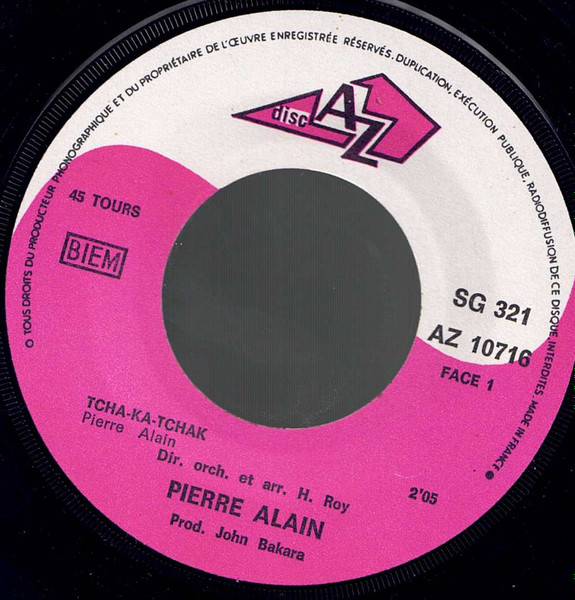 ○ TOUS DROITS DU PRODUCTEUR PHONOGRAPHIQUE ET DU PROPRIÉTAIRE DE L'ŒUVRE ENREGISTRÉE RÉSERVÉS. DUPLICATION, EXÉCUTION PUBLIQUE, RADIODIFFUSION DE CE DISQUE INTERDITES. MADE IN FRANCE ●
disc AZ
45 TOURS
BIEM
SG 321
AZ 10716
FACE 1
TCHA-KA-TCHAK
Pierre Alain
Dir. orch. et arr. H. Roy
2'05
PIERRE ALAIN
Prod. John Bakara